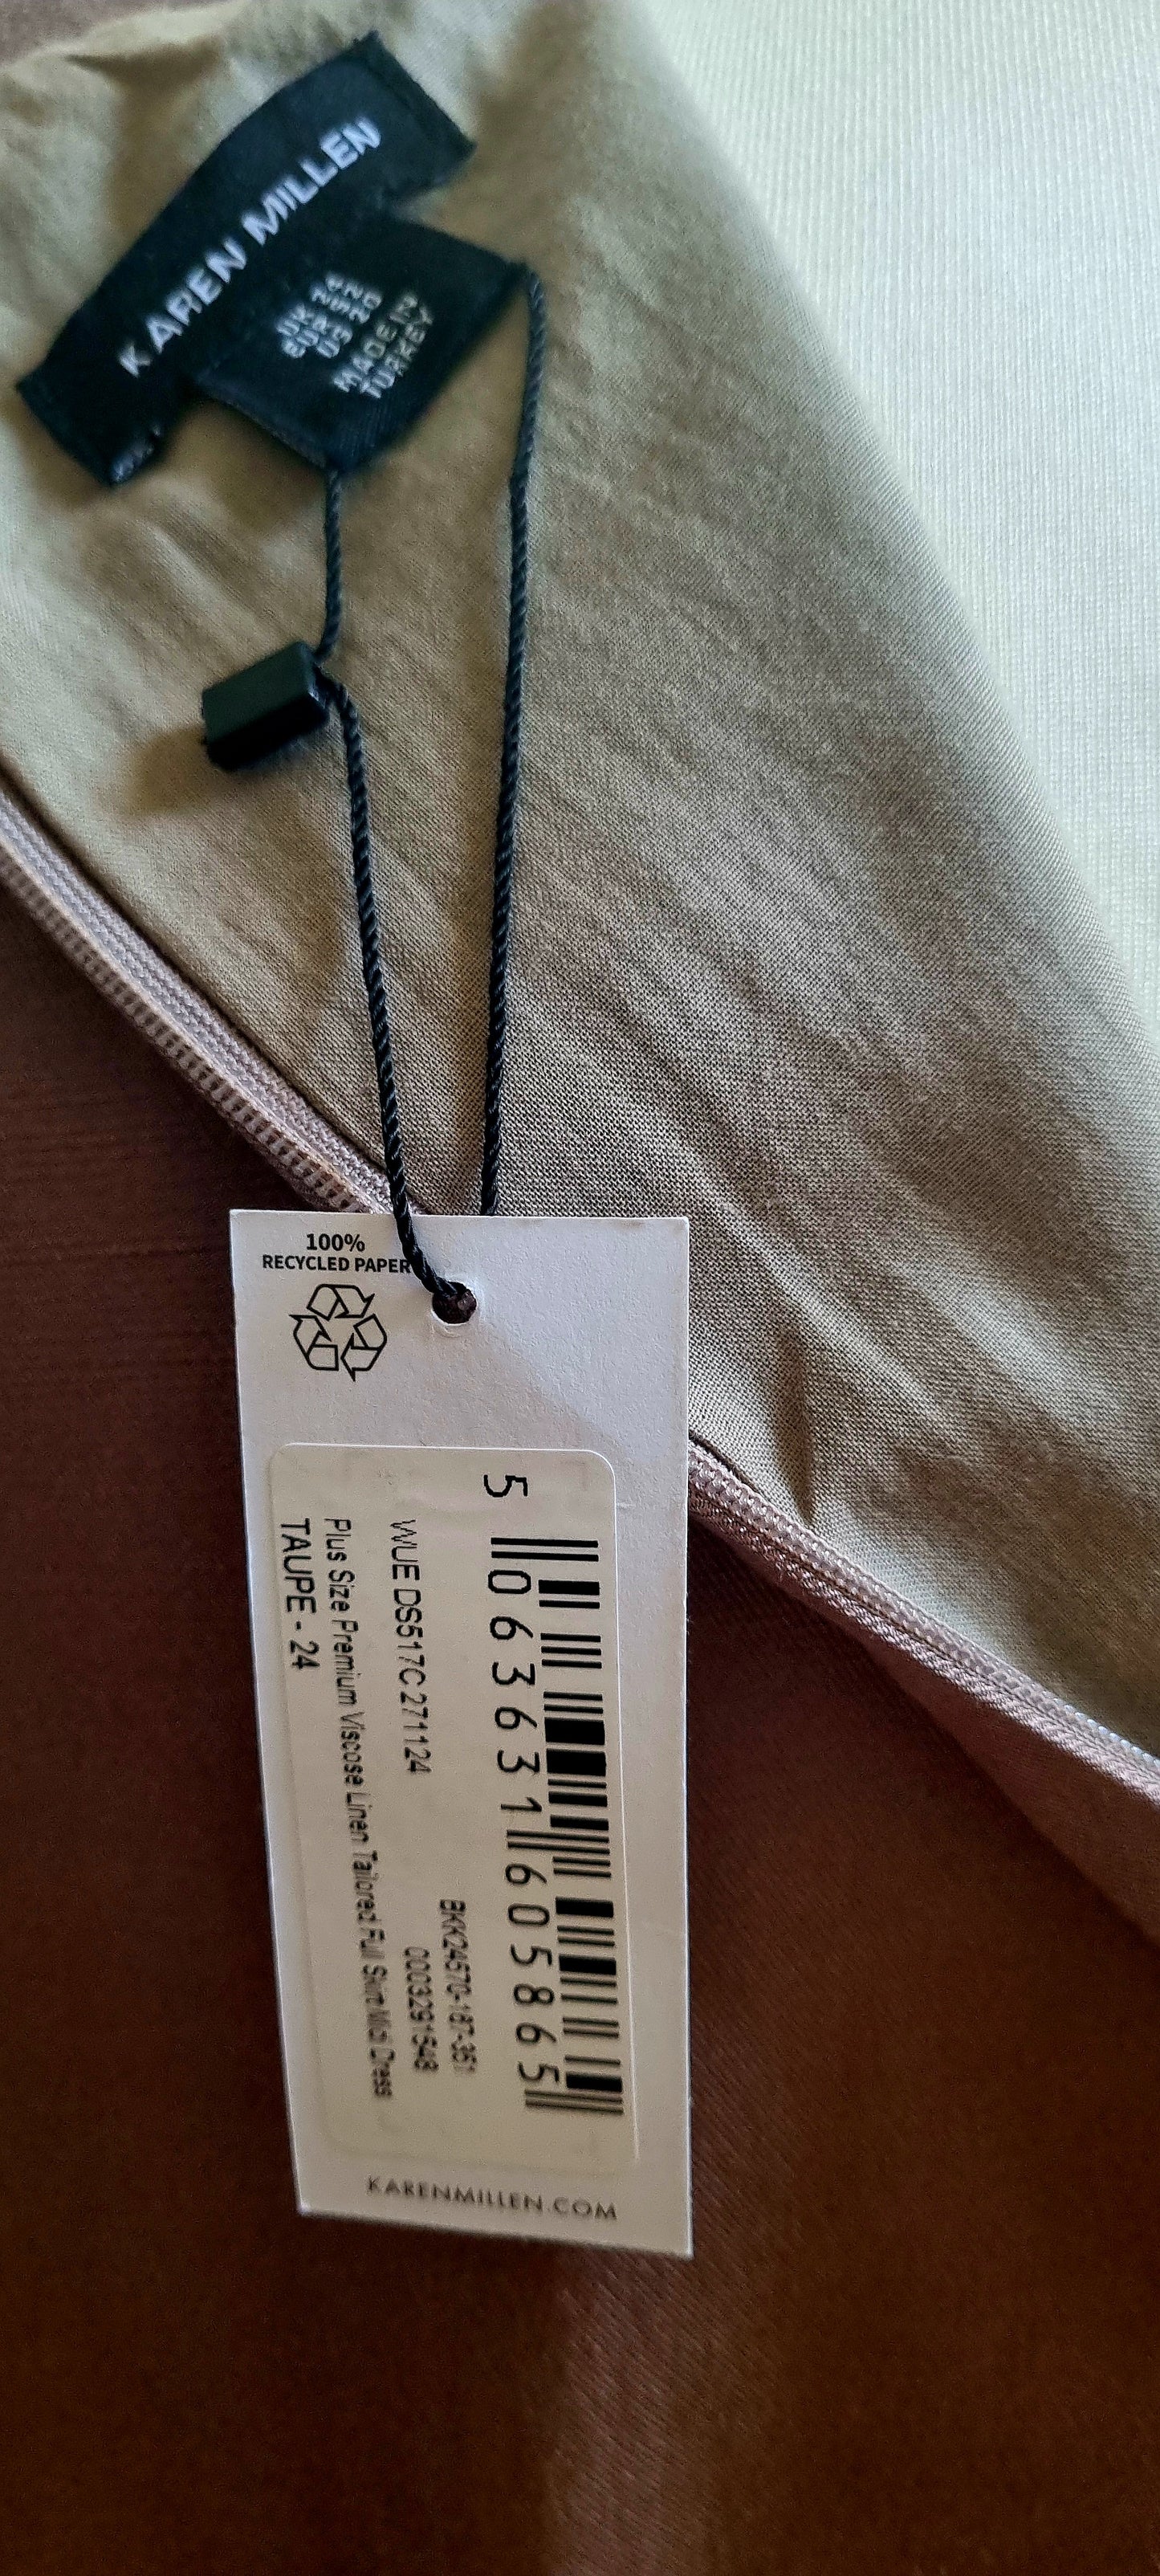 KAREN MILLEN
UK 24
EUR 52
US 20
MADE IN
TURKEY
100%
RECYCLED PAPER
5 063631 605865
BKK24570-187-361
WUE DS517C 271124
0003291548
Plus Size Premium Viscose Linen Tailored Full Skirt Midi Dress
TAUPE - 24
KARENMILLEN.COM